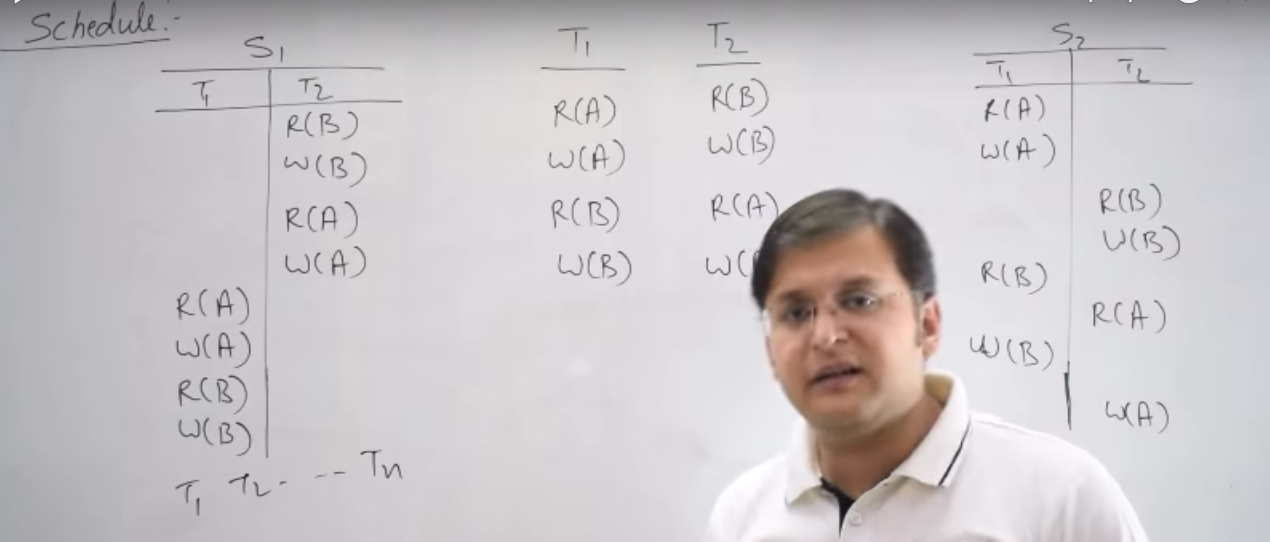 Schedule:-
S1
T1 T2
R(B)
W(B)
R(A)
W(A)
R(A)
W(A)
R(B)
W(B)
T1 T2 - - - Tn
T1
R(A)
W(A)
R(B)
W(B)
T2
R(B)
W(B)
R(A)
W(
S2
T1 T2
R(A)
W(A)
R(B)
W(B)
R(B)
R(A)
W(B)
W(A)